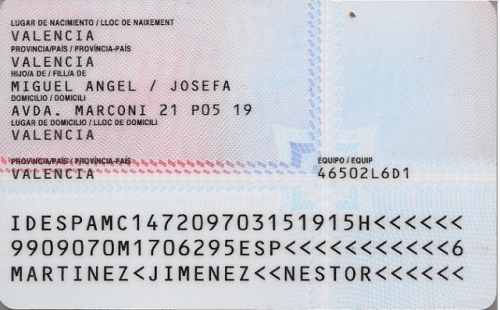 LUGAR DE NACIMIENTO / LLOC DE NAIXEMENT
VALENCIA
PROVINCIA/PAÍS / PROVÍNCIA-PAÍS
VALENCIA
HIJO/A DE / FILL/A DE
MIGUEL ANGEL / JOSEFA
DOMICILIO / DOMICILI
AVDA. MARCONI 21 P05 19
LUGAR DE DOMICILIO / LLOC DE DOMICILI
VALENCIA
PROVINCIA/PAÍS / PROVÍNCIA-PAÍS
VALENCIA
EQUIPO / EQUIP
46502L6D1
IDESPAMC147209703151915H<<<<<<
9909070M1706295ESP<<<<<<<<<<<6
MARTINEZ<JIMENEZ<<NESTOR<<<<<<